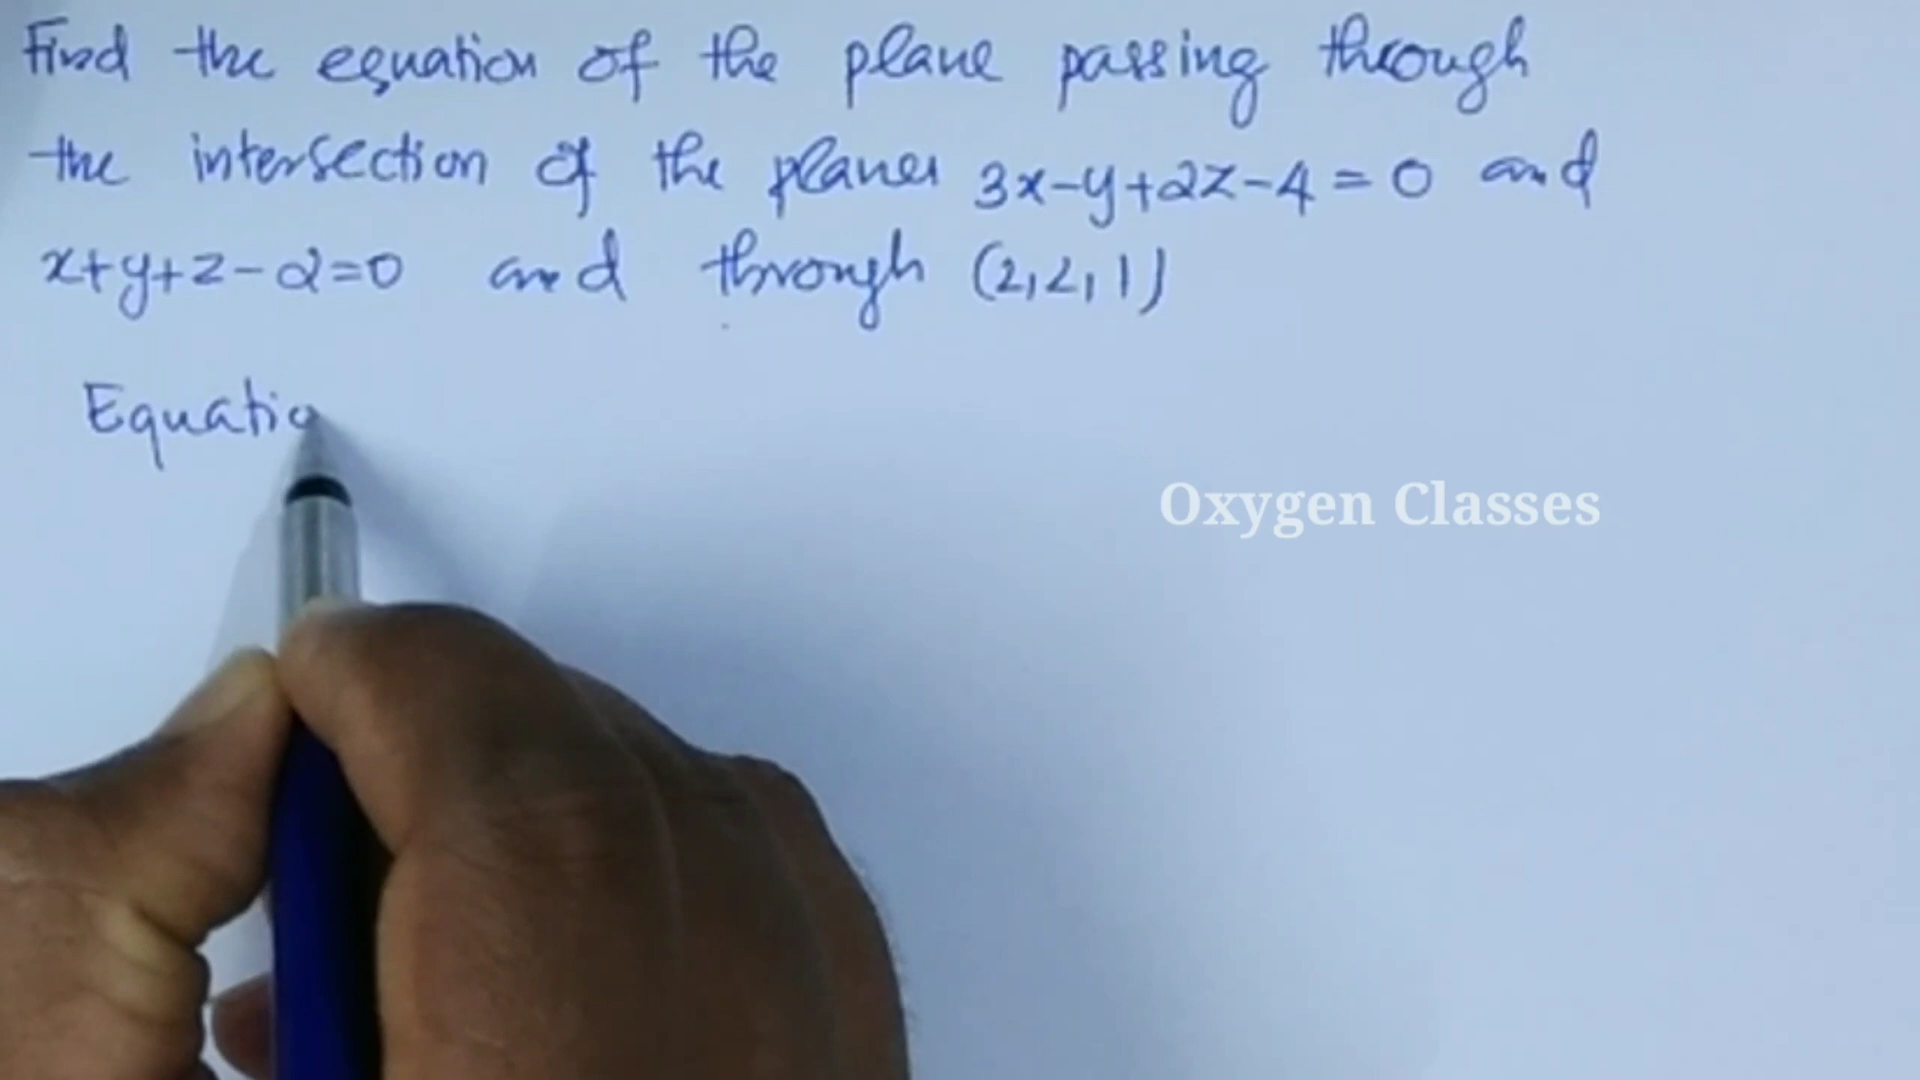 Find the equation of the plane passing through
the intersection of the planes 3x-y+2z-4=0 and
x+y+z-2=0 and through (2,2,1)
Equatio
Oxygen Classes